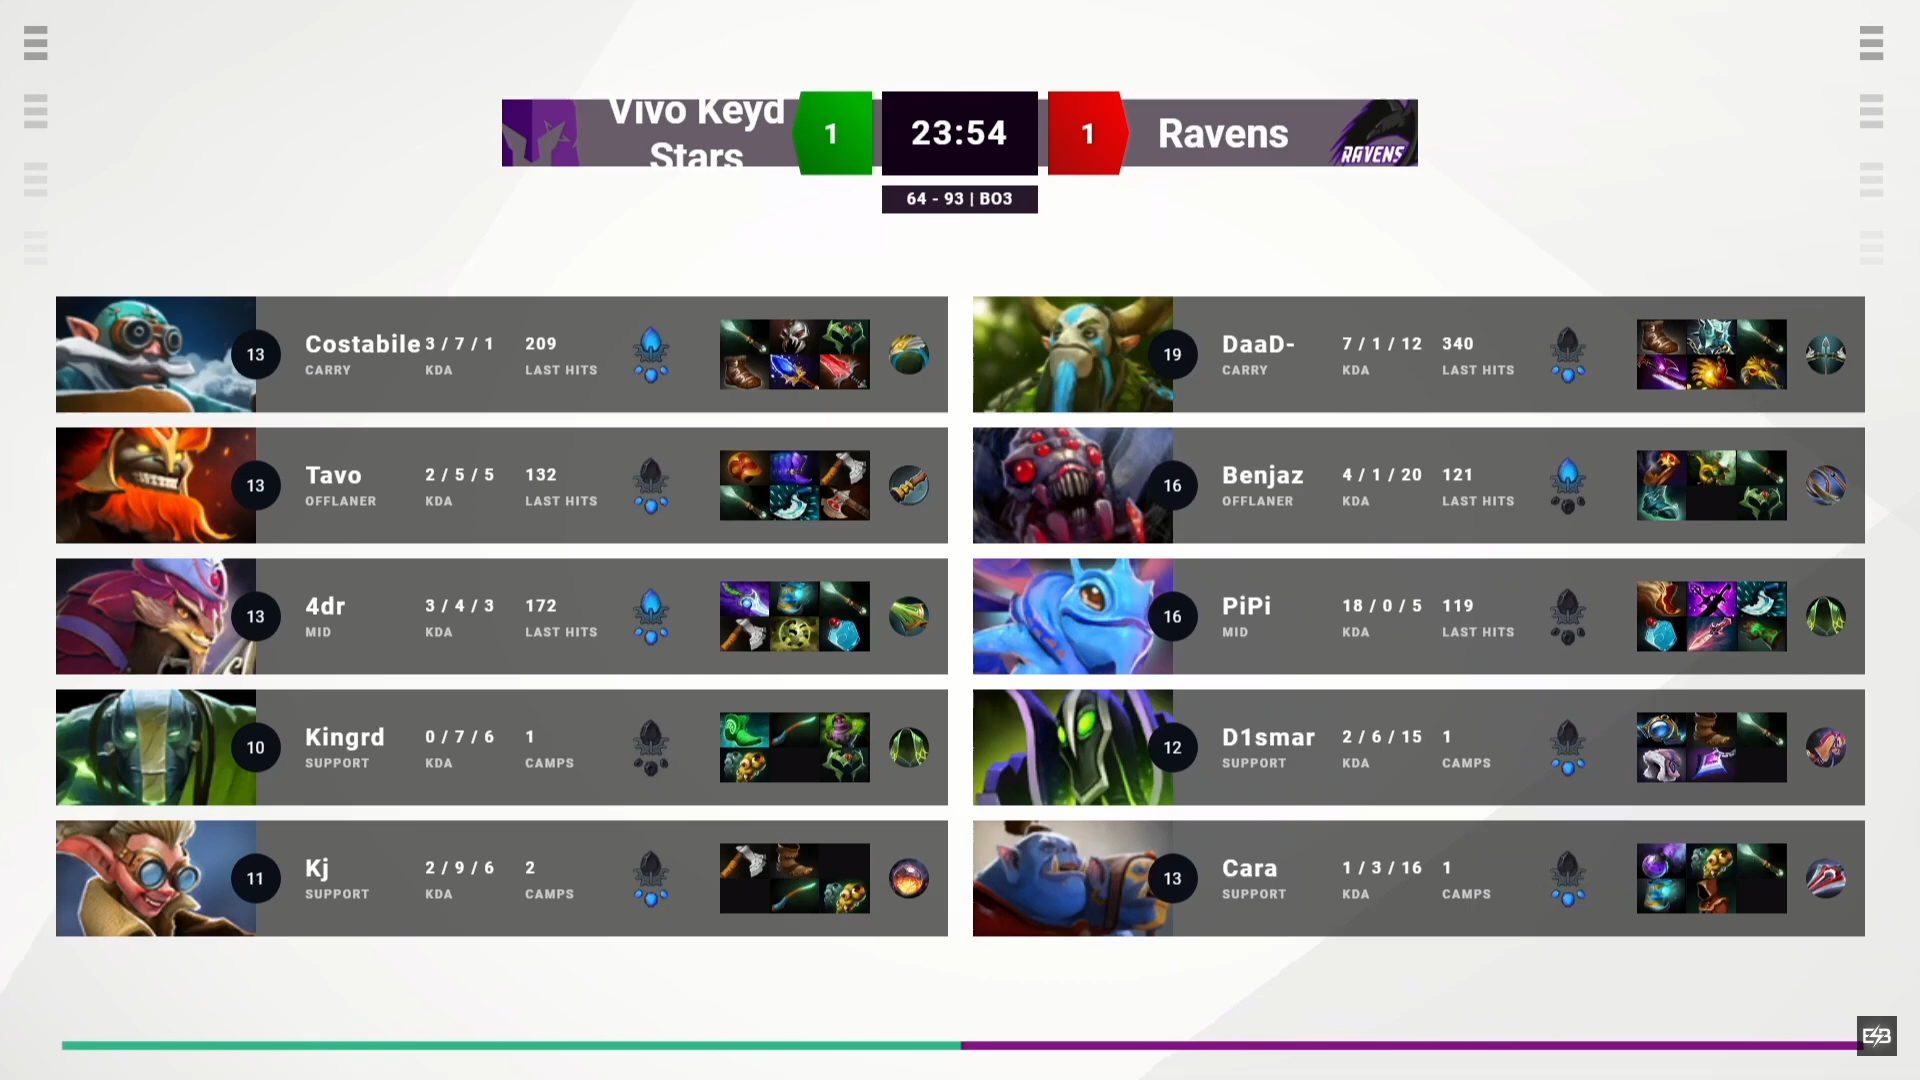 Vivo Keyd
Stars
1
23:54
1
Ravens
RAVENS
64 - 93 | BO3
13
Costabile
CARRY
3 / 7 / 1
KDA
209
LAST HITS
19
DaaD-
CARRY
7 / 1 / 12
KDA
340
LAST HITS
13
Tavo
OFFLANER
2 / 5 / 5
KDA
132
LAST HITS
16
Benjaz
OFFLANER
4 / 1 / 20
KDA
121
LAST HITS
13
4dr
MID
3 / 4 / 3
KDA
172
LAST HITS
16
PiPi
MID
18 / 0 / 5
KDA
119
LAST HITS
10
Kingrd
SUPPORT
0 / 7 / 6
KDA
1
CAMPS
12
D1smar
SUPPORT
2 / 6 / 15
KDA
1
CAMPS
11
Kj
SUPPORT
2 / 9 / 6
KDA
2
CAMPS
13
Cara
SUPPORT
1 / 3 / 16
KDA
1
CAMPS